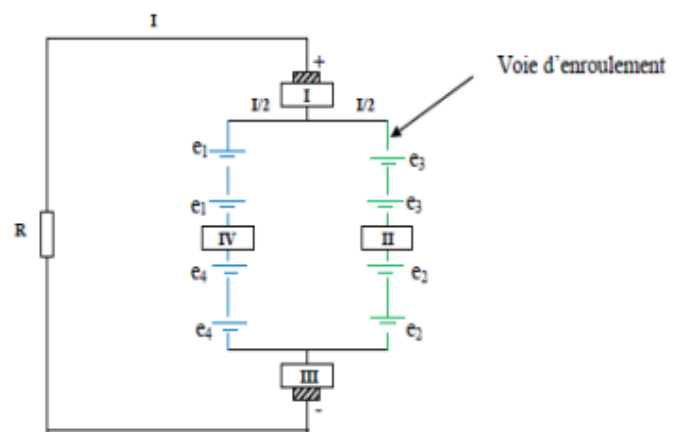 I
Voie d'enroulement
+
I
I/2 I/2
e1
e3
e1
e3
R
IV
II
e4
e2
e4
e2
III
-